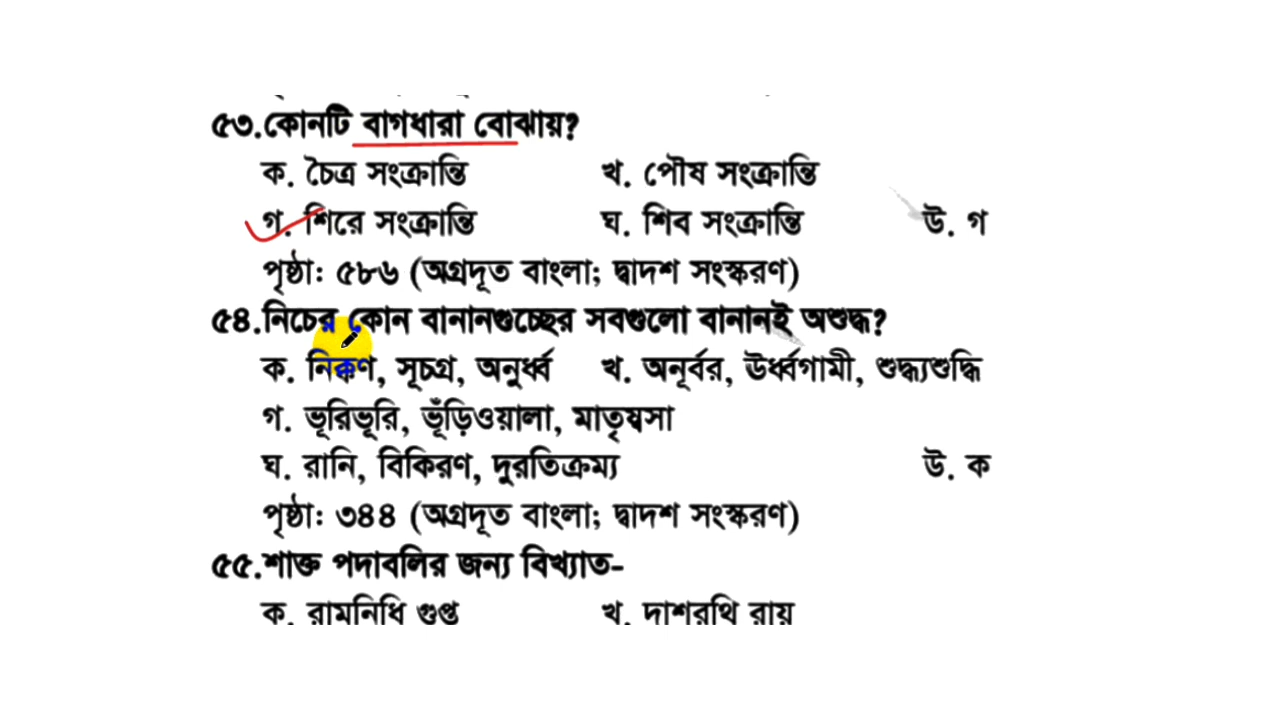 ৫৩.কোনটি বাগধারা বোঝায়?
ক. চৈত্র সংক্রান্তি খ. পৌষ সংক্রান্তি
গ. শিরে সংক্রান্তি ঘ. শিব সংক্রান্তি উ. গ
পৃষ্ঠা: ৫৮৬ (অগ্রদূত বাংলা; দ্বাদশ সংস্করণ)
৫৪.নিচের কোন বানানগুচ্ছের সবগুলো বানানই অশুদ্ধ?
ক. নিক্কণ, সূচগ্র, অনুর্ধ্ব খ. অনূর্বর, ঊর্ধ্বগামী, শুদ্ধ্যশুদ্ধি
গ. ভূরিভূরি, ভূঁড়িওয়ালা, মাতৃষ্বসা
ঘ. রানি, বিকিরণ, দুরতিক্রম্য উ. ক
পৃষ্ঠা: ৩৪৪ (অগ্রদূত বাংলা; দ্বাদশ সংস্করণ)
৫৫.শাক্ত পদাবলির জন্য বিখ্যাত-
ক. রামনিধি গুপ্ত খ. দাশরথি রায়